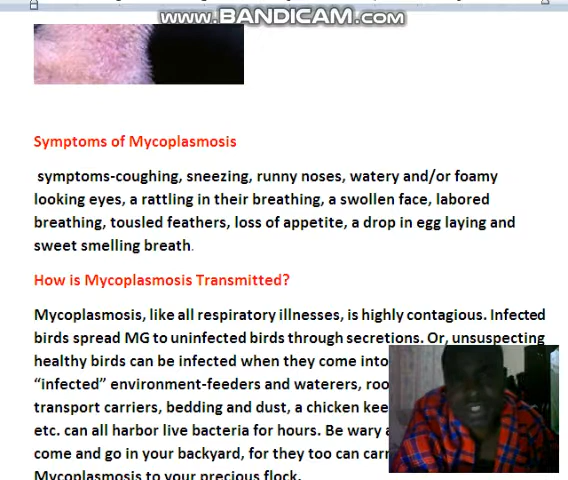 www.BANDICAM.com
Symptoms of Mycoplasmosis
symptoms-coughing, sneezing, runny noses, watery and/or foamy
looking eyes, a rattling in their breathing, a swollen face, labored
breathing, tousled feathers, loss of appetite, a drop in egg laying and
sweet smelling breath.
How is Mycoplasmosis Transmitted?
Mycoplasmosis, like all respiratory illnesses, is highly contagious. Infected
birds spread MG to uninfected birds through secretions. Or, unsuspecting
healthy birds can be infected when they come into
“infected” environment-feeders and waterers,
transport carriers, bedding and dust, a chicken
etc. can all harbor live bacteria for hours. Be wary
come and go in your backyard, for they too can
Mycoplasmosis to your precious flock.